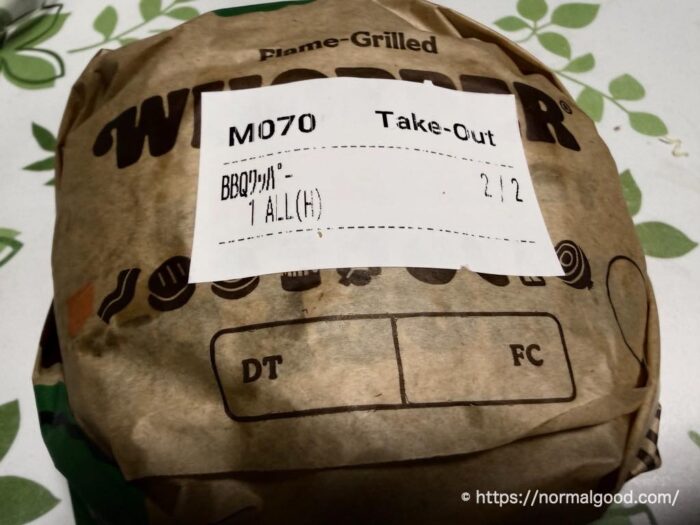 Flame-Grilled
WHOPPER®
M070 Take-Out
BBQワッパー
2/2
1 ALL(H)
DT FC
© https://normalgood.com/